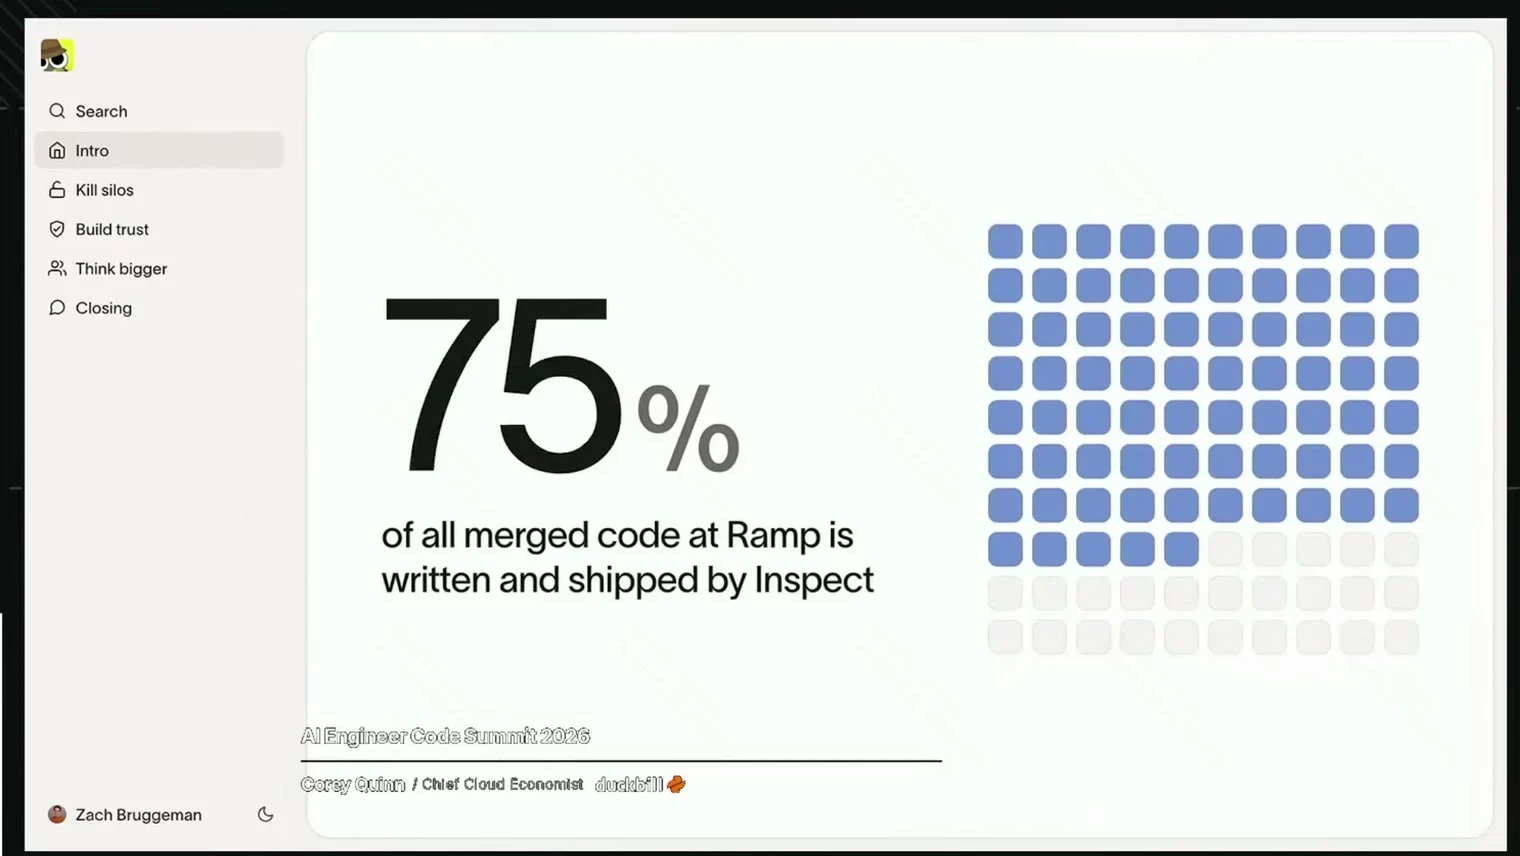 Search
Intro
Kill silos
Build trust
Think bigger
Closing
75%
of all merged code at Ramp is
written and shipped by Inspect
AI Engineer Code Summit 2026
Corey Quinn / Chief Cloud Economist duckbill
Zach Bruggeman